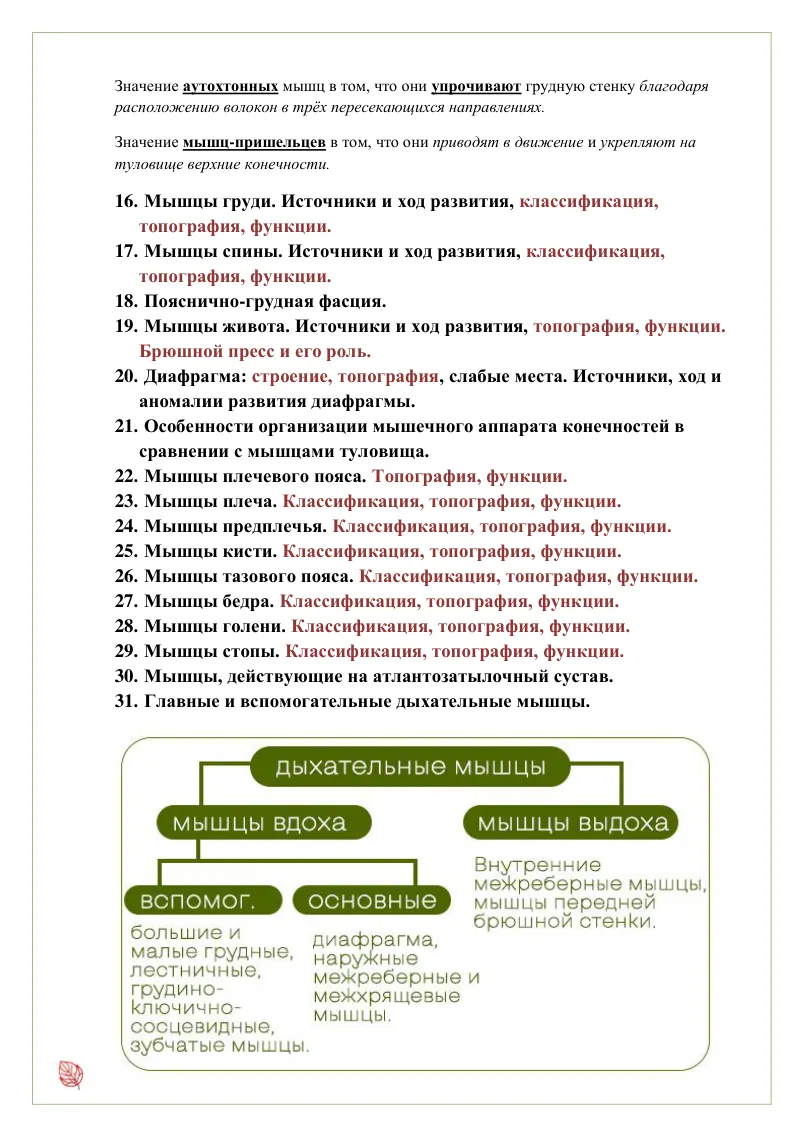 Значение аутохтонных мышц в том, что они упрочивают грудную стенку благодаря
расположению волокон в трёх пересекающихся направлениях.
Значение мышц-пришельцев в том, что они приводят в движение и укрепляют на
туловище верхние конечности.
16. Мышцы груди. Источники и ход развития, классификация,
топография, функции.
17. Мышцы спины. Источники и ход развития, классификация,
топография, функции.
18. Пояснично-грудная фасция.
19. Мышцы живота. Источники и ход развития, топография, функции.
Брюшной пресс и его роль.
20. Диафрагма: строение, топография, слабые места. Источники, ход и
аномалии развития диафрагмы.
21. Особенности организации мышечного аппарата конечностей в
сравнении с мышцами туловища.
22. Мышцы плечевого пояса. Топография, функции.
23. Мышцы плеча. Классификация, топография, функции.
24. Мышцы предплечья. Классификация, топография, функции.
25. Мышцы кисти. Классификация, топография, функции.
26. Мышцы тазового пояса. Классификация, топография, функции.
27. Мышцы бедра. Классификация, топография, функции.
28. Мышцы голени. Классификация, топография, функции.
29. Мышцы стопы. Классификация, топография, функции.
30. Мышцы, действующие на атлантозатылочный сустав.
31. Главные и вспомогательные дыхательные мышцы.
дыхательные мышцы
мышцы вдоха
вспомог.
большие и
малые грудные,
лестничные,
грудино-
ключично-
сосцевидные,
зубчатые мышцы.
основные
диафрагма,
наружные
межреберные и
межхрящевые
мышцы.
мышцы выдоха
Внутренние
межреберные мышцы,
мышцы передней
брюшной стенки.